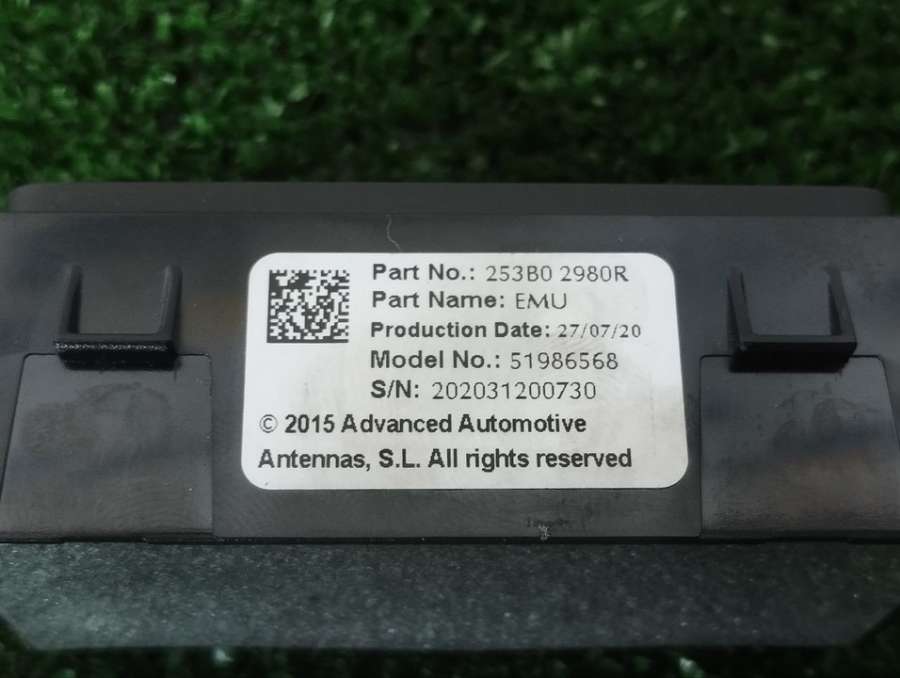 Part No.: 253B0 2980R
Part Name: EMU
Production Date: 27/07/20
Model No.: 51986568
S/N: 202031200730
© 2015 Advanced Automotive
Antennas, S.L. All rights reserved